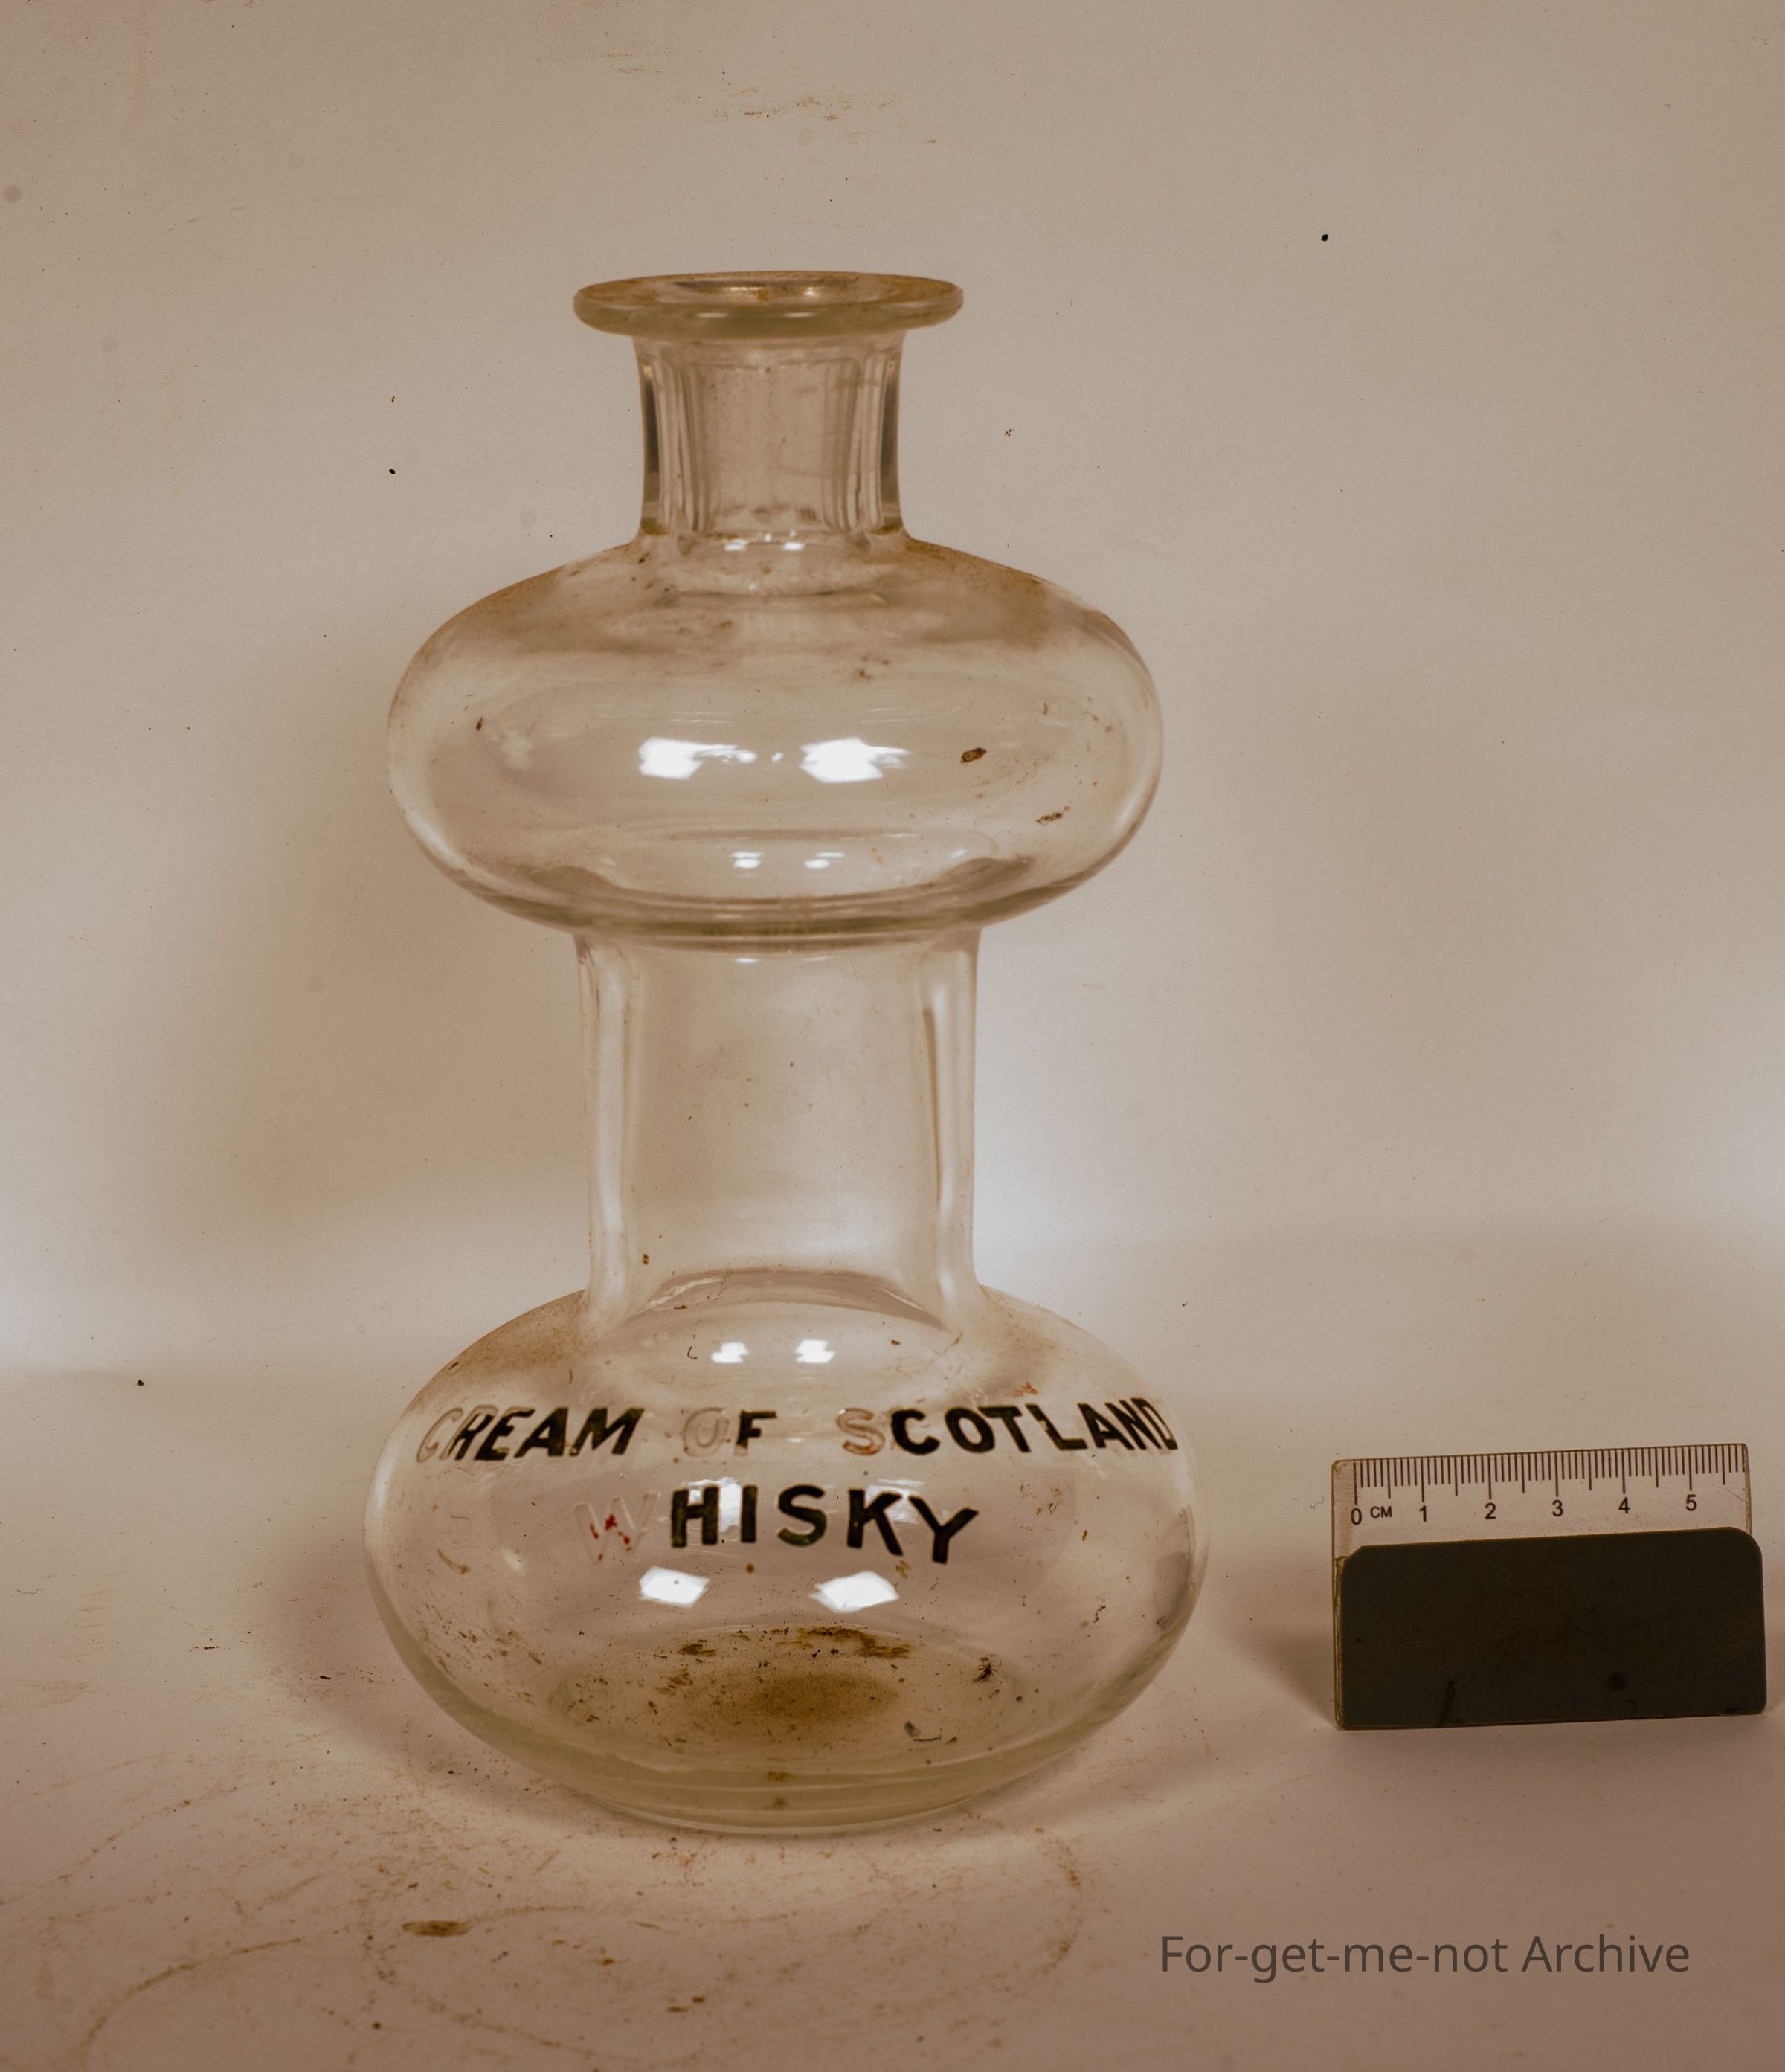 CREAM OF SCOTLAND
WHISKY
0 CM 1 2 3 4 5
For-get-me-not Archive